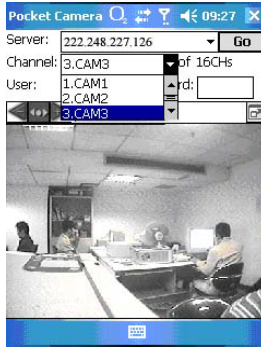 Pocket Camera 09:27
Server: 222.248.227.126 Go
Channel: 3.CAM3 of 16CHs
User: 1.CAM1 rd:
2.CAM2
3.CAM3